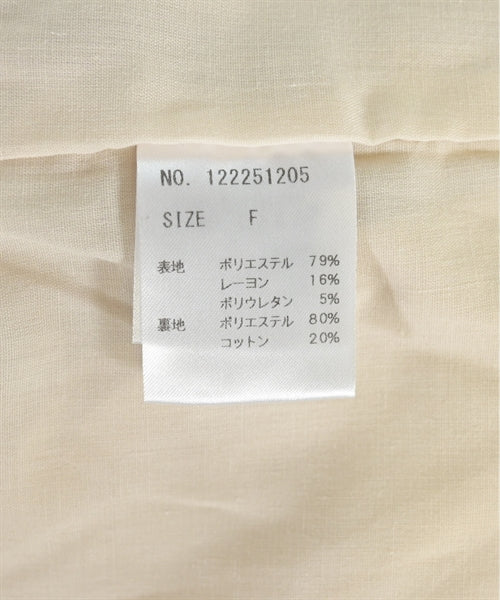 NO. 122251205
SIZE F
表地 ポリエステル 79%
レーヨン 16%
ポリウレタン 5%
裏地 ポリエステル 80%
コットン 20%